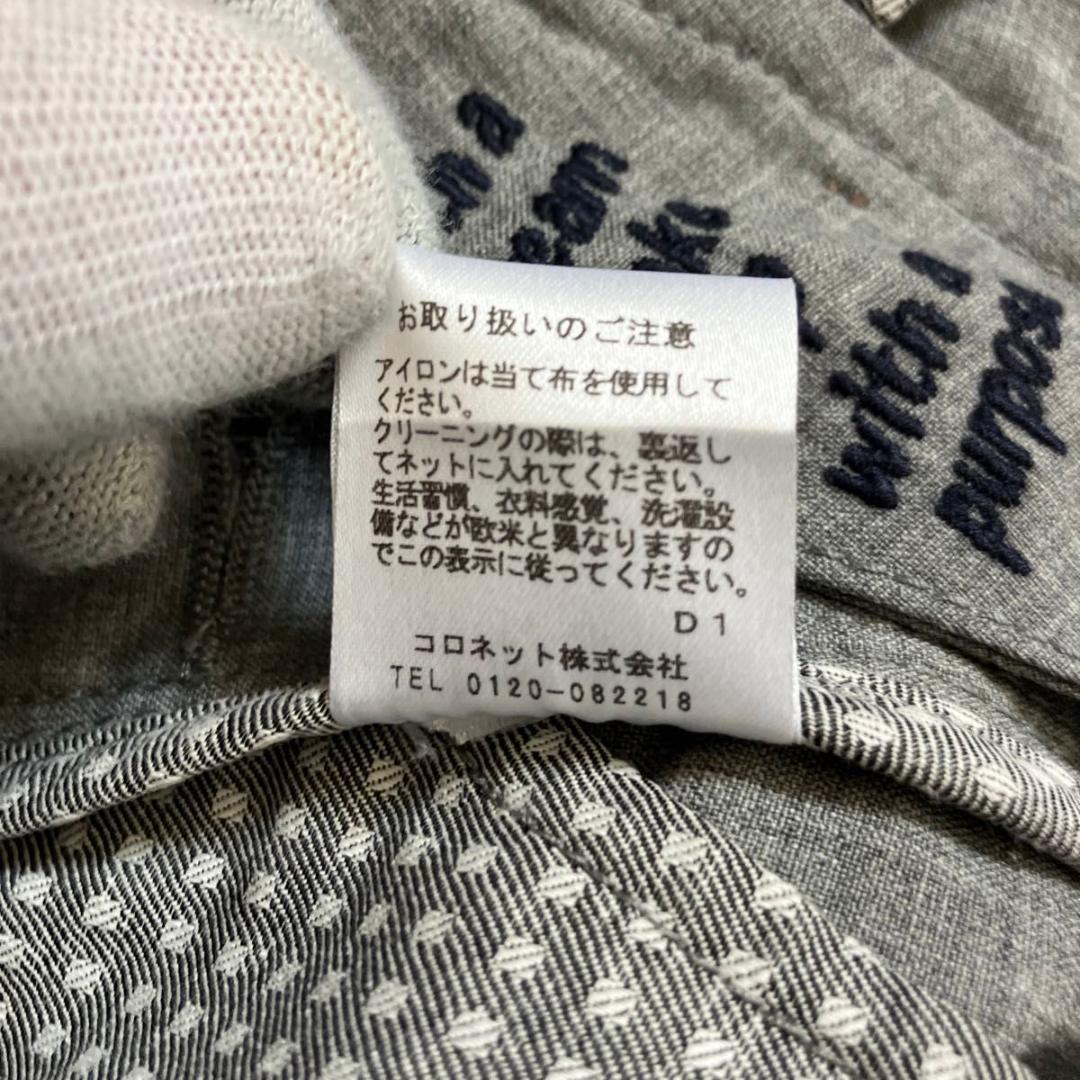 お取り扱いのご注意
アイロンは当て布を使用して
ください。
クリーニングの際は、裏返し
てネットに入れてください。
生活習慣、衣料感覚、洗濯設
備などが欧米と異なりますの
でこの表示に従ってください。
D1
コロネット株式会社
TEL 0120-082218
with
purpos